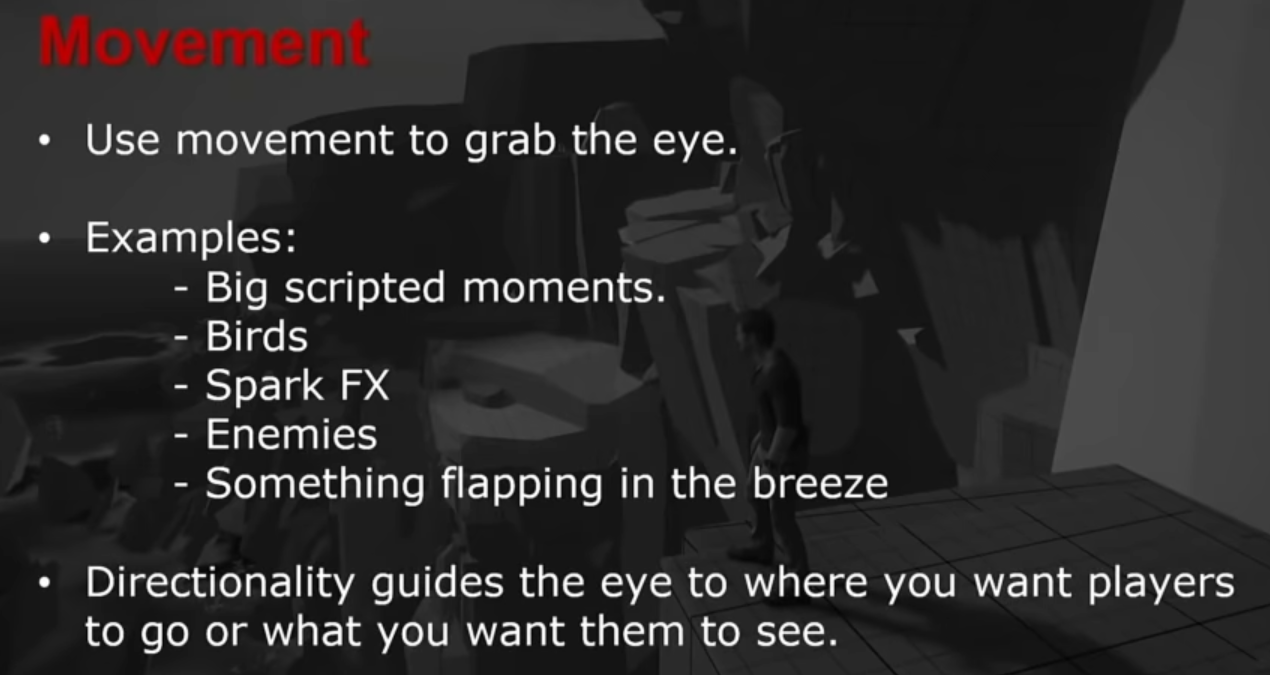 Movement
• Use movement to grab the eye.
• Examples:
- Big scripted moments.
- Birds
- Spark FX
- Enemies
- Something flapping in the breeze
• Directionality guides the eye to where you want players
to go or what you want them to see.